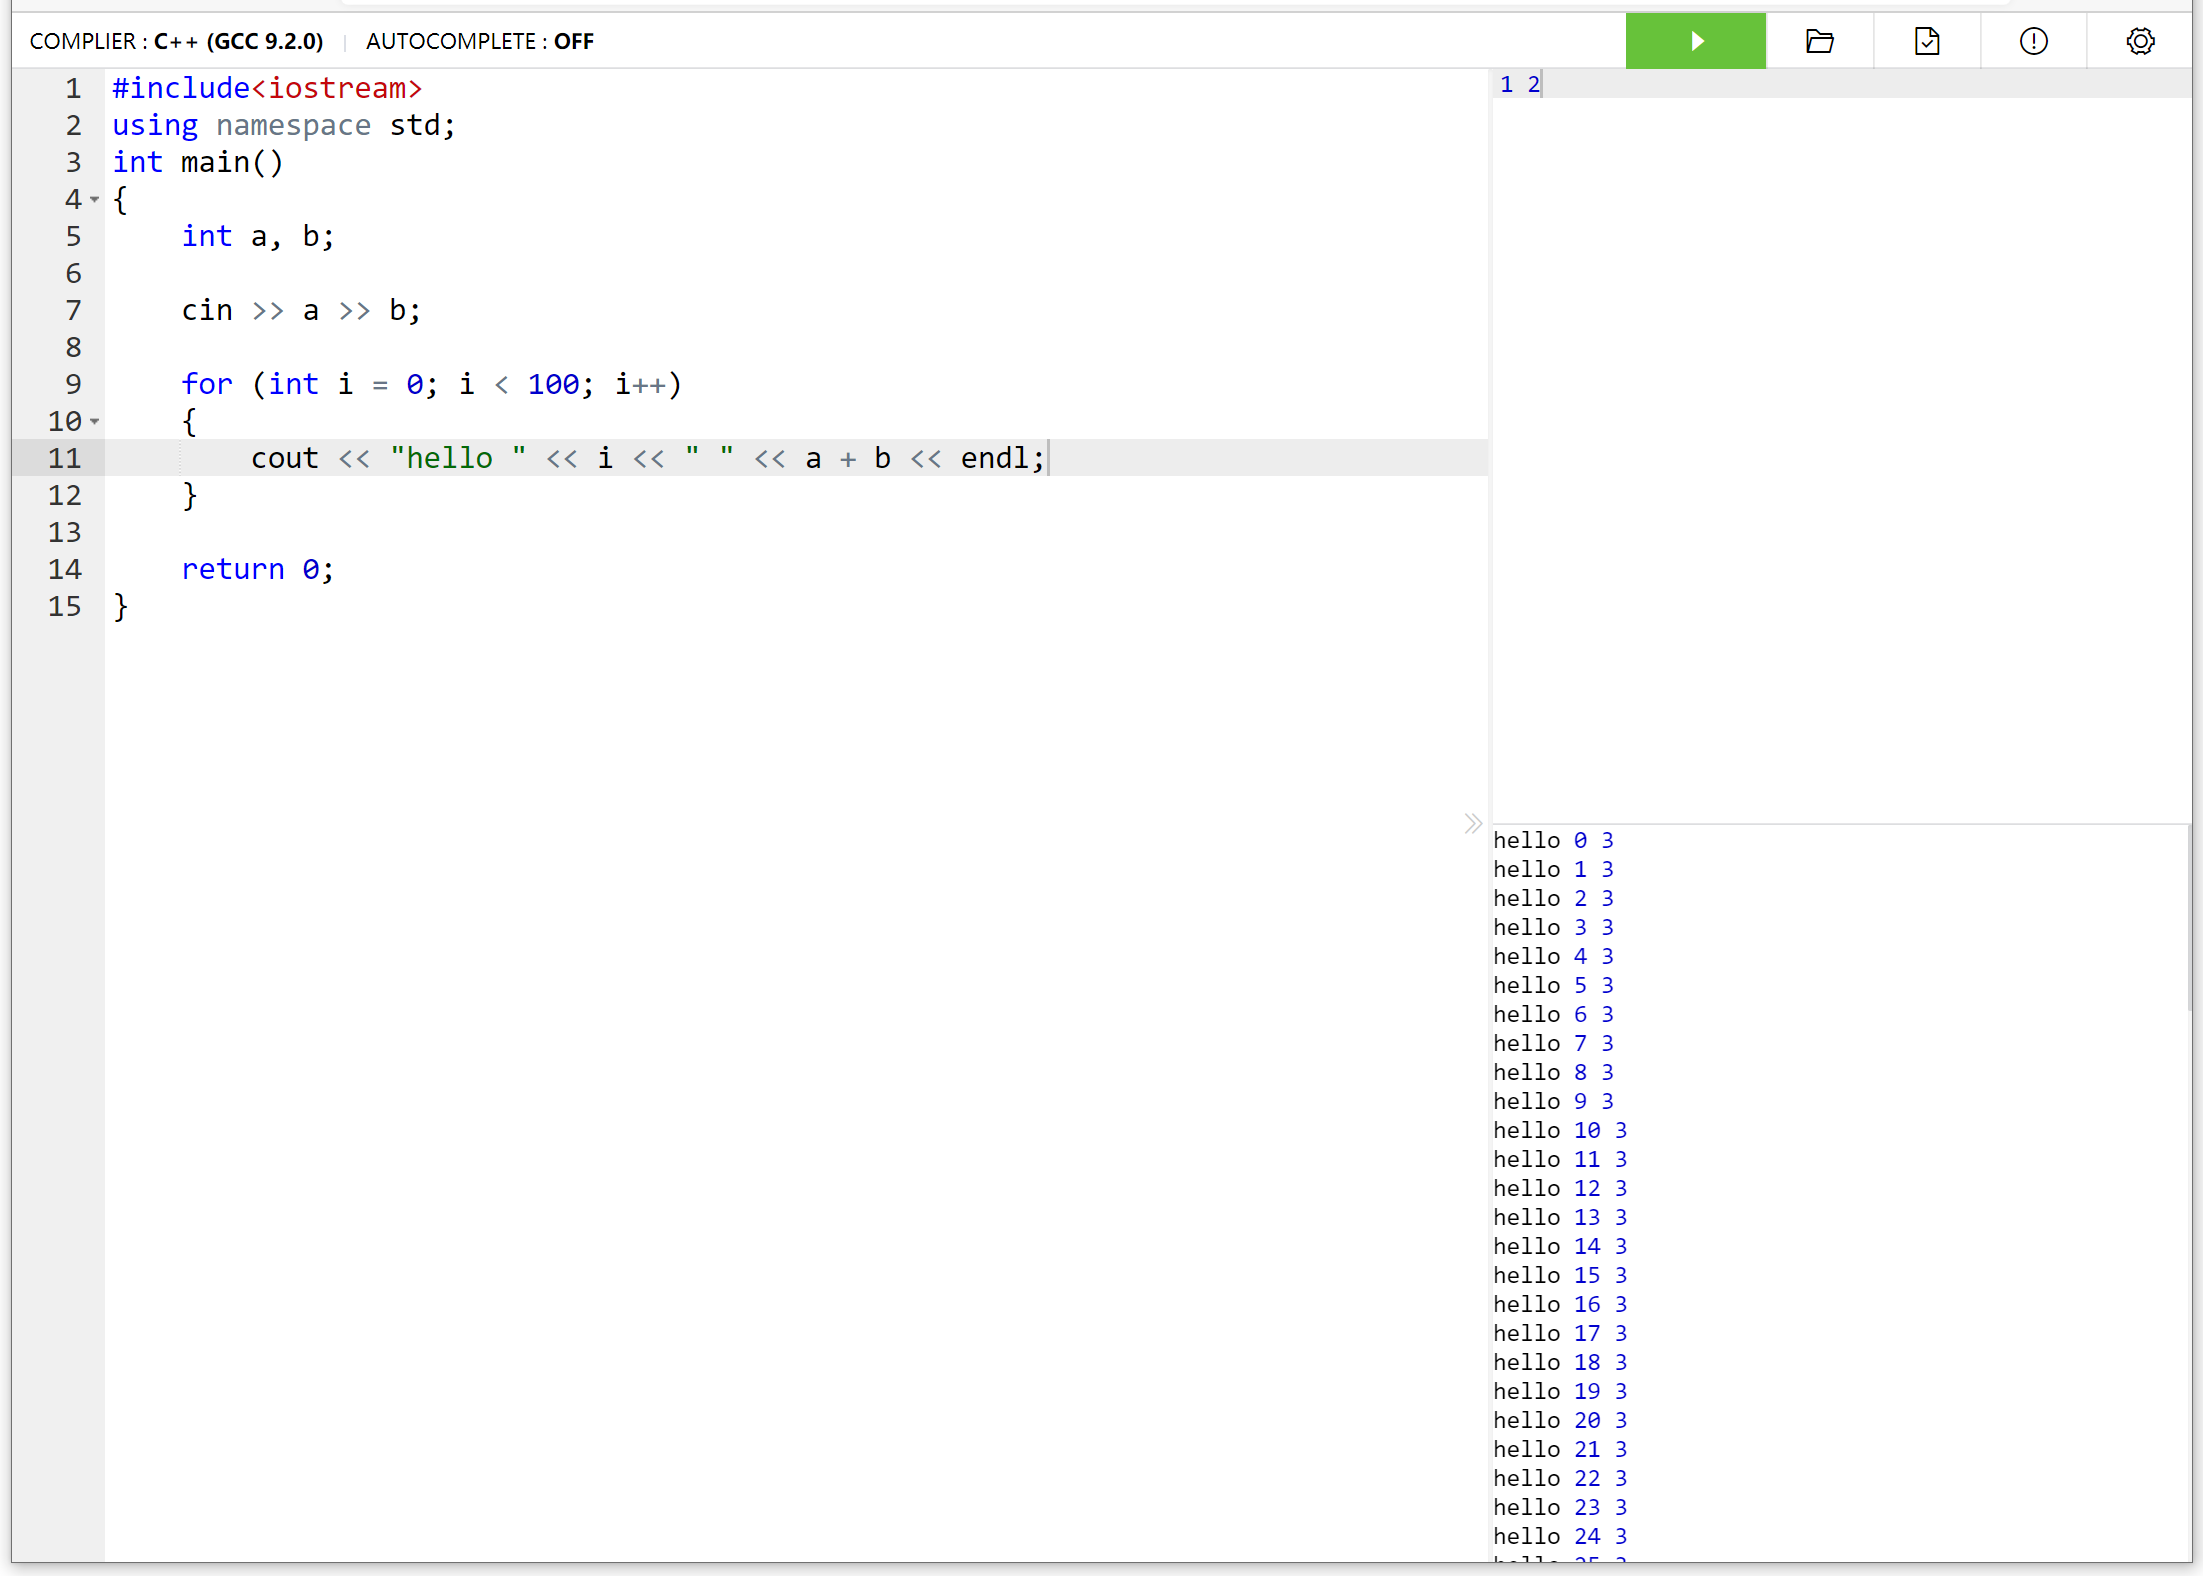 COMPLIER : C++ (GCC 9.2.0) | AUTOCOMPLETE : OFF
1 #include<iostream>
2 using namespace std;
3 int main()
4 {
5     int a, b;
6
7     cin >> a >> b;
8
9     for (int i = 0; i < 100; i++)
10     {
11         cout << "hello " << i << " " << a + b << endl;
12     }
13
14     return 0;
15 }
1 2
hello 0 3
hello 1 3
hello 2 3
hello 3 3
hello 4 3
hello 5 3
hello 6 3
hello 7 3
hello 8 3
hello 9 3
hello 10 3
hello 11 3
hello 12 3
hello 13 3
hello 14 3
hello 15 3
hello 16 3
hello 17 3
hello 18 3
hello 19 3
hello 20 3
hello 21 3
hello 22 3
hello 23 3
hello 24 3
hello 25 3